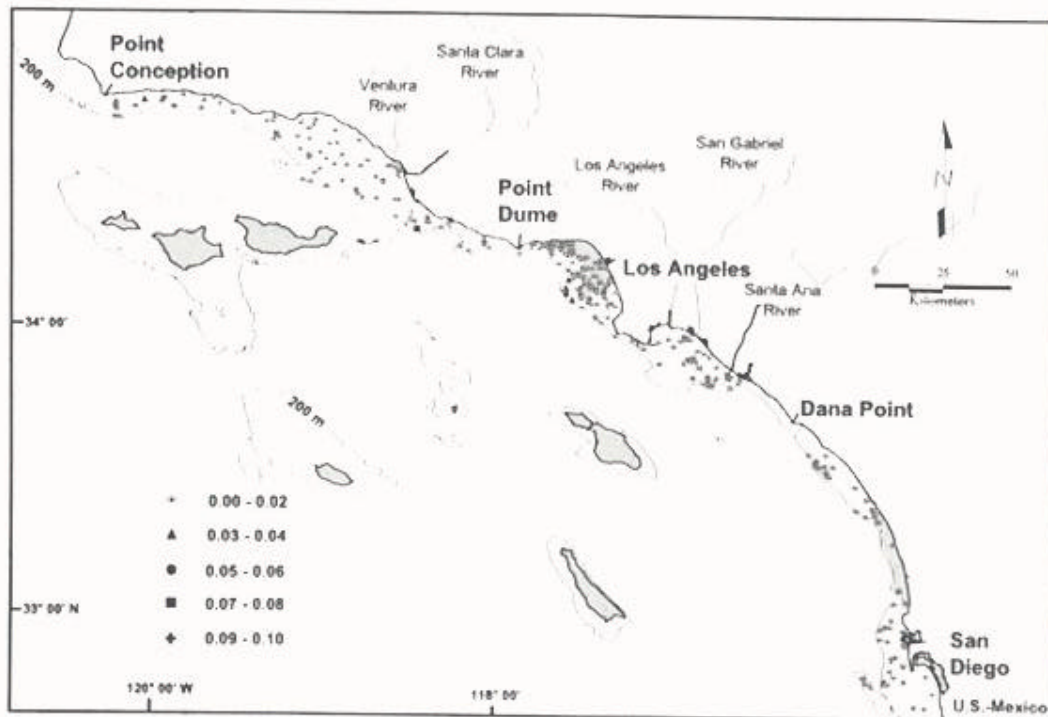 Point
Conception
Santa Clara
River
Ventura
River
200 m
San Gabriel
River
Los Angeles
River
Point
Dume
N
Los Angeles
0 25 50
Kilometers
Santa Ana
River
34° 00'
Dana Point
200 m
0.00 - 0.02
0.03 - 0.04
0.05 - 0.06
0.07 - 0.08
0.09 - 0.10
33° 00' N
San
Diego
120° 00' W
118° 00'
U.S.-Mexico